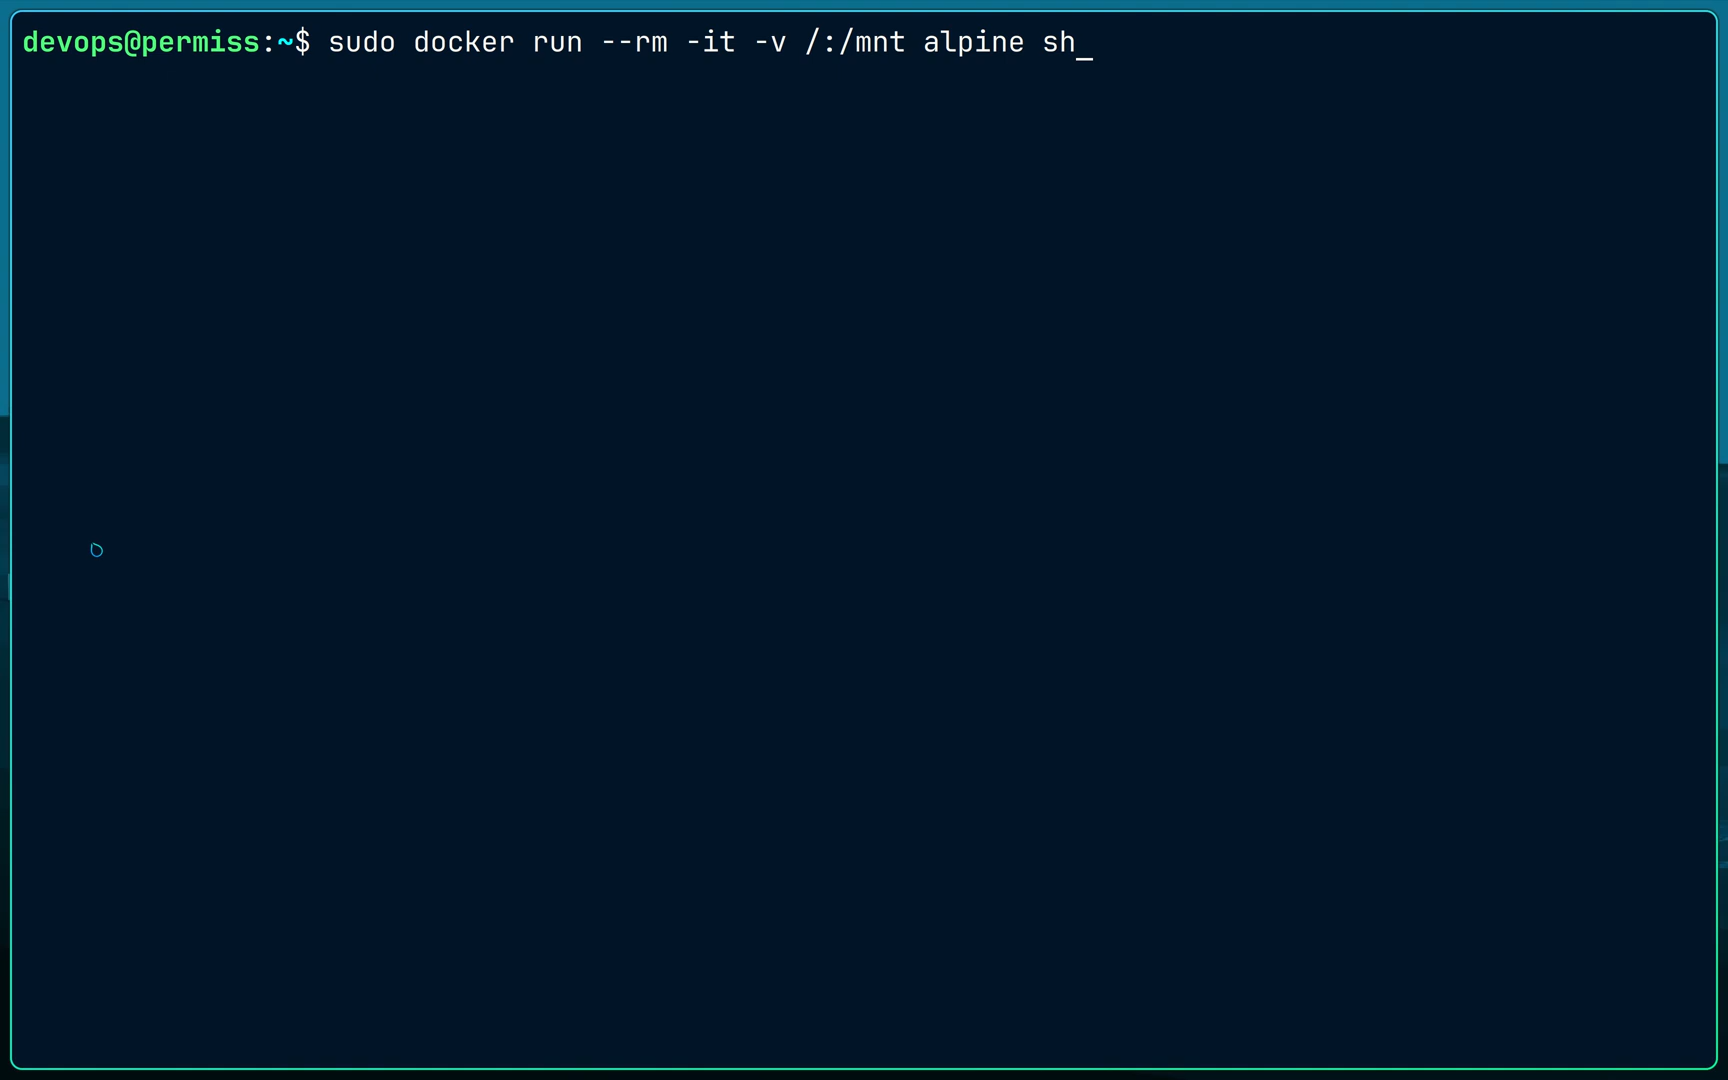 devops@permiss:~$ sudo docker run --rm -it -v /:/mnt alpine sh_